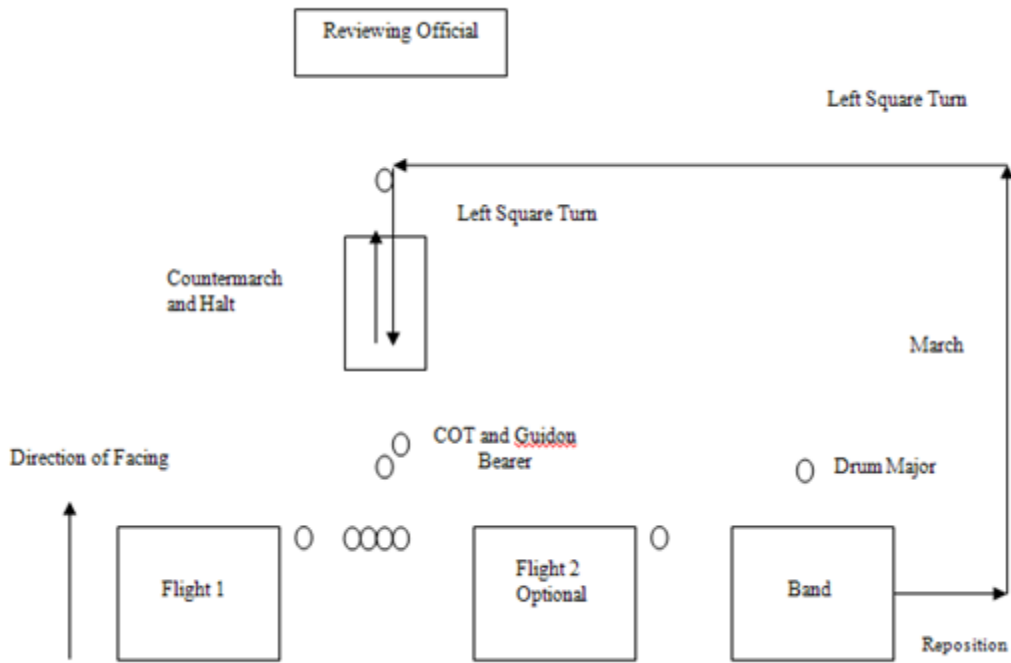 Reviewing Official
Left Square Turn
Left Square Turn
Countermarch
and Halt
March
COT and Guidon
Bearer
Direction of Facing
Drum Major
Flight 1
Flight 2
Optional
Band
Reposition